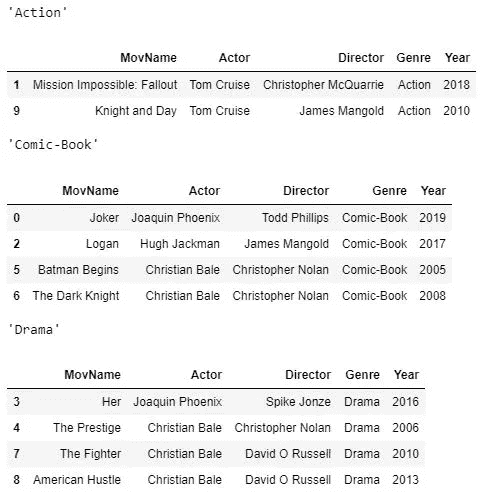 'Action'
MovName Actor Director Genre Year
1 Mission Impossible: Fallout Tom Cruise Christopher McQuarrie Action 2018
9 Knight and Day Tom Cruise James Mangold Action 2010
'Comic-Book'
MovName Actor Director Genre Year
0 Joker Joaquin Phoenix Todd Phillips Comic-Book 2019
2 Logan Hugh Jackman James Mangold Comic-Book 2017
5 Batman Begins Christian Bale Christopher Nolan Comic-Book 2005
6 The Dark Knight Christian Bale Christopher Nolan Comic-Book 2008
'Drama'
MovName Actor Director Genre Year
3 Her Joaquin Phoenix Spike Jonze Drama 2016
4 The Prestige Christian Bale Christopher Nolan Drama 2006
7 The Fighter Christian Bale David O Russell Drama 2010
8 American Hustle Christian Bale David O Russell Drama 2013